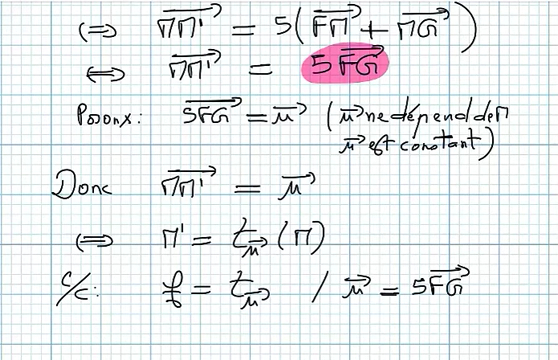 ⟺ $\overrightarrow{MM'} = 5(\overrightarrow{FM} + \overrightarrow{MG})$
⟺ $\overrightarrow{MM'} = 5\overrightarrow{FG}$
Posons: $5\overrightarrow{FG} = \vec{u}$ ($\vec{u}$ ne dépend de M
$\vec{u}$ est constant)
Donc $\overrightarrow{MM'} = \vec{u}$
⟺ $M' = t_{\vec{u}}(M)$
C/C: $f = t_{\vec{u}}$ / $\vec{u} = 5\overrightarrow{FG}$